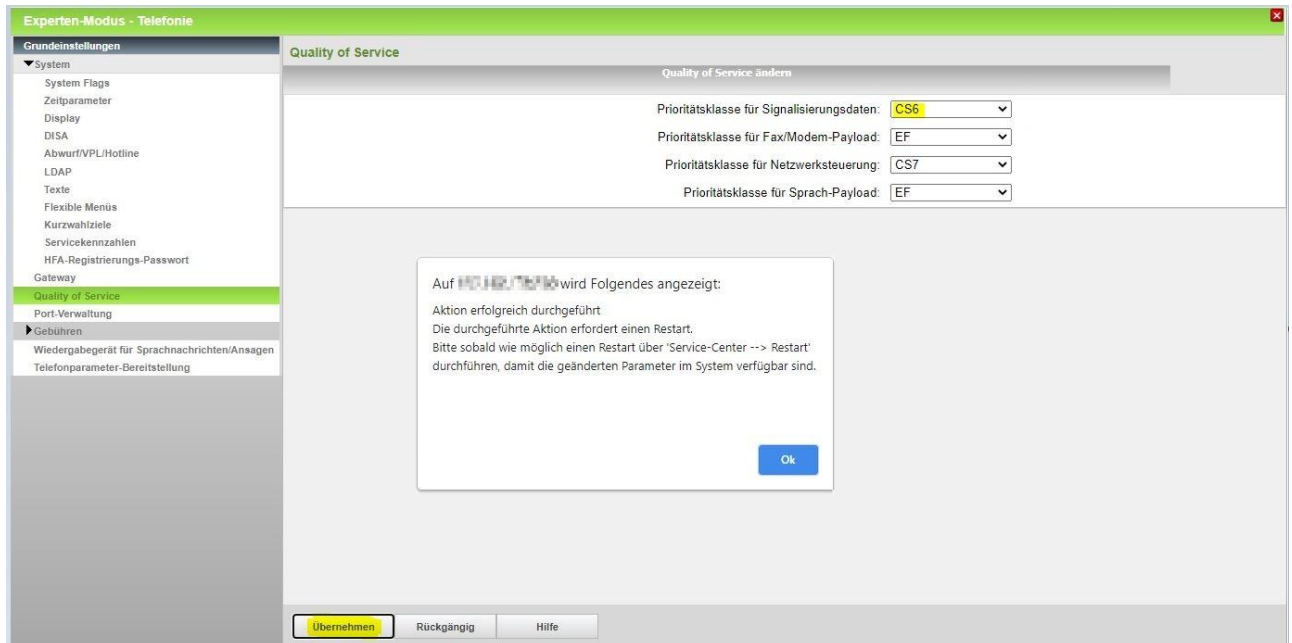 Experten-Modus - Telefonie
Grundeinstellungen
System
System Flags
Zeitparameter
Display
DISA
Abwurf/VPL/Hotline
LDAP
Texte
Flexible Menüs
Kurzwahlziele
Servicekennzahlen
HFA-Registrierungs-Passwort
Gateway
Quality of Service
Port-Verwaltung
Gebühren
Wiedergabegerät für Sprachnachrichten/Ansagen
Telefonparameter-Bereitstellung
Quality of Service
Quality of Service ändern
Prioritätsklasse für Signalisierungsdaten: CS6
Prioritätsklasse für Fax/Modem-Payload: EF
Prioritätsklasse für Netzwerksteuerung: CS7
Prioritätsklasse für Sprach-Payload: EF
Auf wird Folgendes angezeigt:
Aktion erfolgreich durchgeführt
Die durchgeführte Aktion erfordert einen Restart.
Bitte sobald wie möglich einen Restart über 'Service-Center --> Restart'
durchführen, damit die geänderten Parameter im System verfügbar sind.
Ok
Übernehmen Rückgängig Hilfe